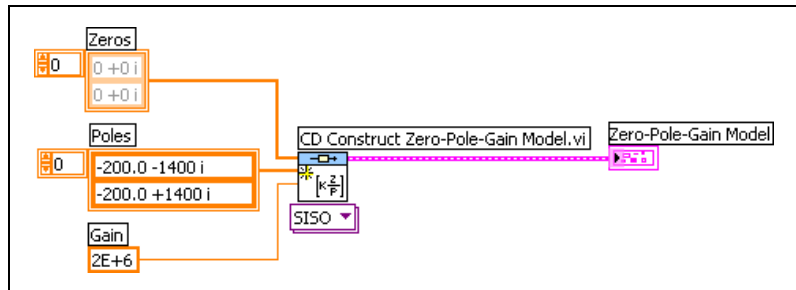 Zeros
0
0 +0 i
0 +0 i
Poles
0
-200.0 -1400 i
-200.0 +1400 i
Gain
2E+6
CD Construct Zero-Pole-Gain Model.vi
[K Z/P]
SISO
Zero-Pole-Gain Model